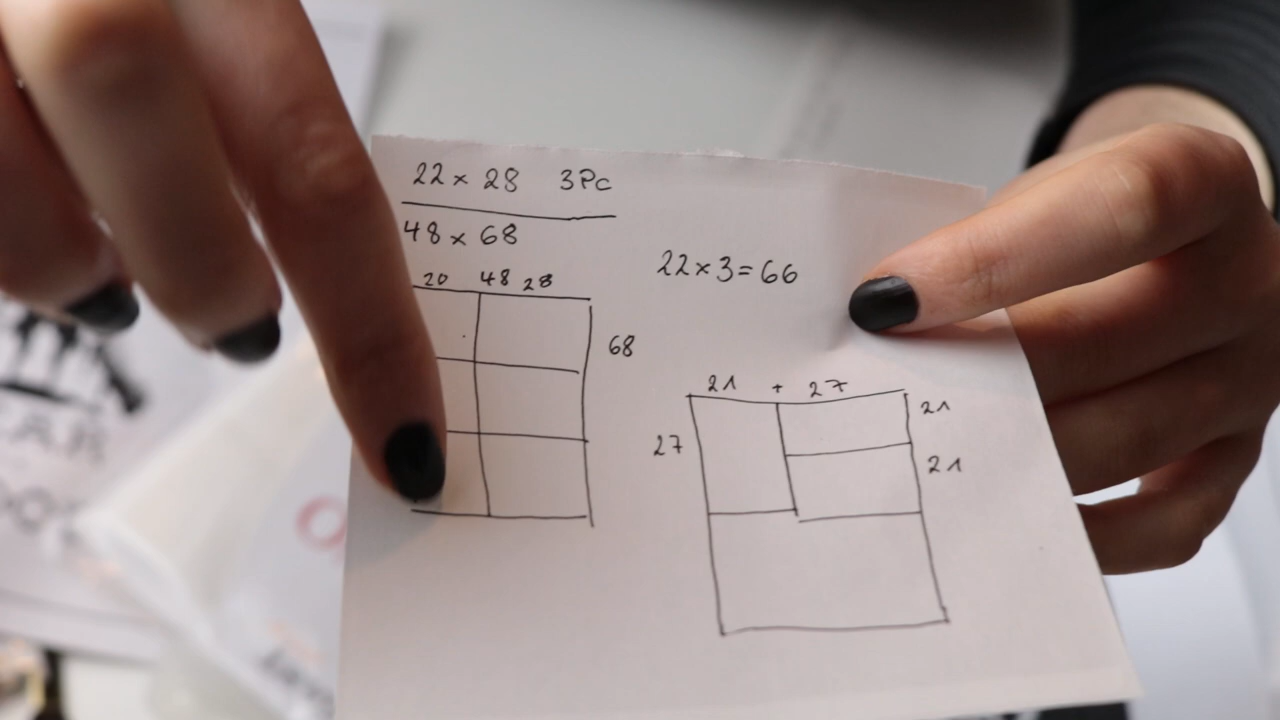 22 × 28 3Pc
48 × 68
20 48 28
68
22 × 3 = 66
21 + 27
21
27
21